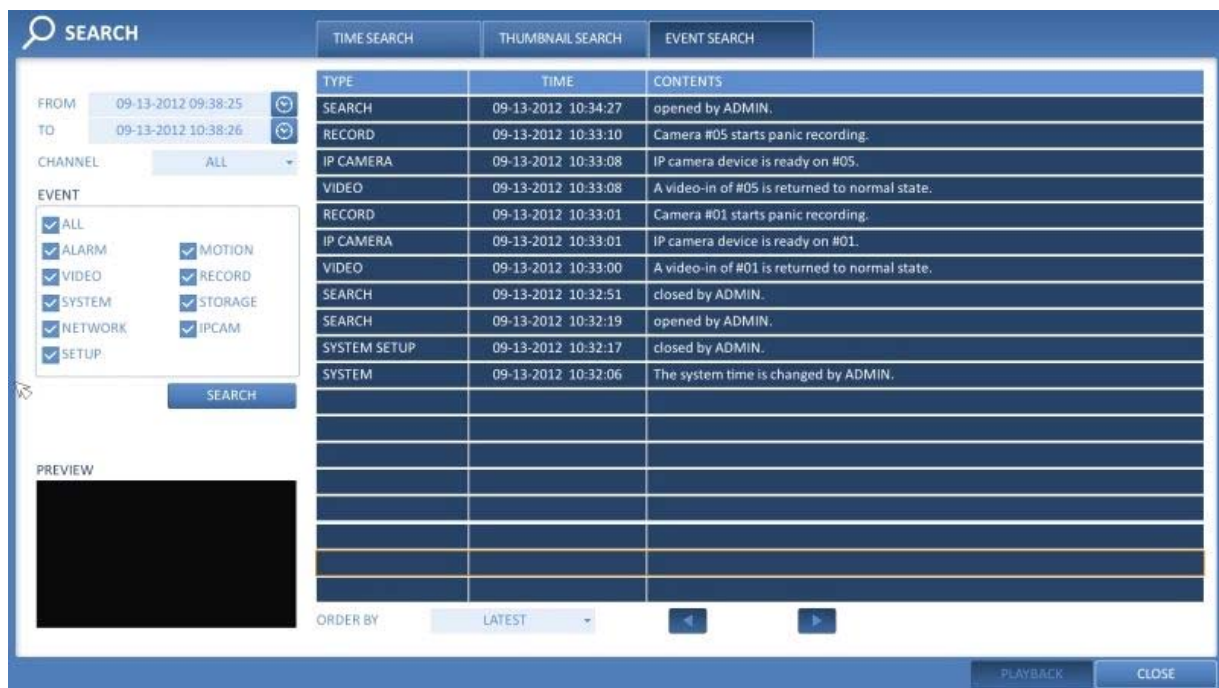 SEARCH
TIME SEARCH THUMBNAIL SEARCH EVENT SEARCH
FROM 09-13-2012 09:38:25
TO 09-13-2012 10:38:26
CHANNEL ALL
EVENT
ALL
ALARM MOTION
VIDEO RECORD
SYSTEM STORAGE
NETWORK IPCAM
SETUP
SEARCH
PREVIEW
TYPE TIME CONTENTS
SEARCH 09-13-2012 10:34:27 opened by ADMIN.
RECORD 09-13-2012 10:33:10 Camera #05 starts panic recording.
IP CAMERA 09-13-2012 10:33:08 IP camera device is ready on #05.
VIDEO 09-13-2012 10:33:08 A video-in of #05 is returned to normal state.
RECORD 09-13-2012 10:33:01 Camera #01 starts panic recording.
IP CAMERA 09-13-2012 10:33:01 IP camera device is ready on #01.
VIDEO 09-13-2012 10:33:00 A video-in of #01 is returned to normal state.
SEARCH 09-13-2012 10:32:51 closed by ADMIN.
SEARCH 09-13-2012 10:32:19 opened by ADMIN.
SYSTEM SETUP 09-13-2012 10:32:17 closed by ADMIN.
SYSTEM 09-13-2012 10:32:06 The system time is changed by ADMIN.
ORDER BY LATEST
PLAYBACK CLOSE